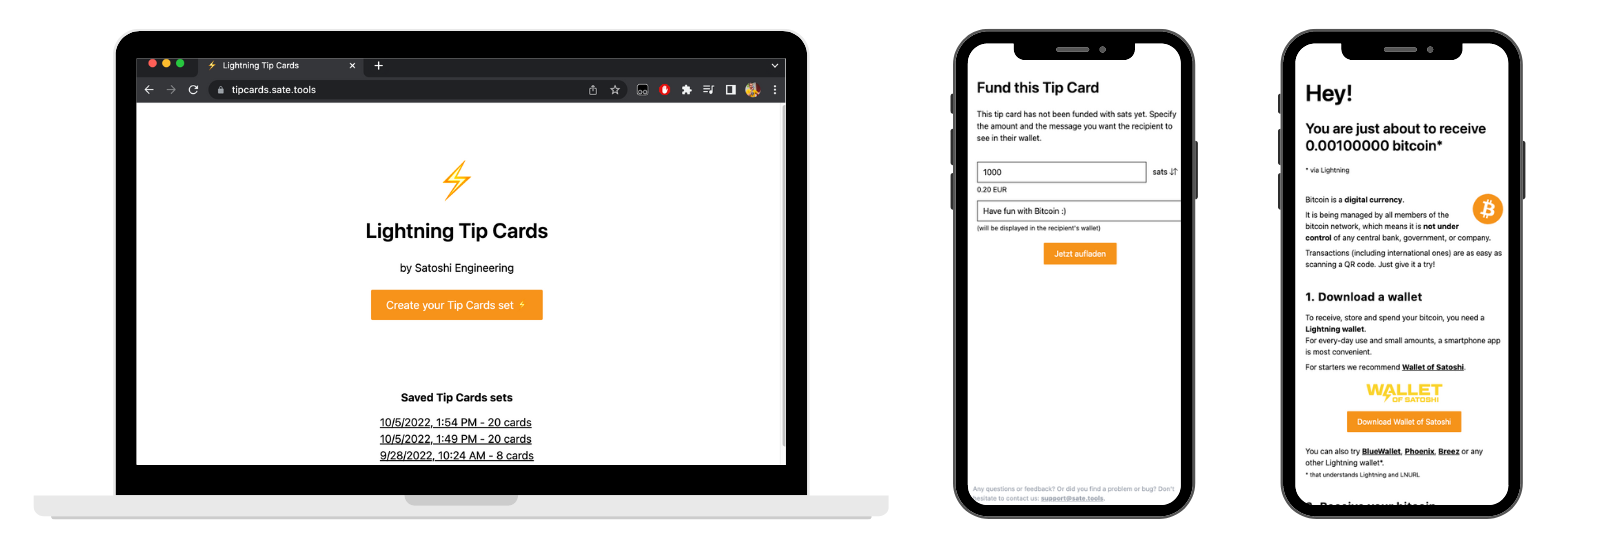 Lightning Tip Cards
tipcards.sate.tools
Lightning Tip Cards
by Satoshi Engineering
Create your Tip Cards set
Saved Tip Cards sets
10/5/2022, 1:54 PM - 20 cards
10/5/2022, 1:49 PM - 20 cards
9/28/2022, 10:24 AM - 8 cards
Fund this Tip Card
This tip card has not been funded with sats yet. Specify
the amount and the message you want the recipient to
see in their wallet.
1000 sats
0.20 EUR
Have fun with Bitcoin :)
(will be displayed in the recipient's wallet)
Jetzt aufladen
Any questions or feedback? Or did you find a problem or bug? Don't
hesitate to contact us: support@sate.tools.
Hey!
You are just about to receive
0.00100000 bitcoin*
* via Lightning
Bitcoin is a digital currency.
It is being managed by all members of the
bitcoin network, which means it is not under
control of any central bank, government, or company.
Transactions (including international ones) are as easy as
scanning a QR code. Just give it a try!
1. Download a wallet
To receive, store and spend your bitcoin, you need a
Lightning wallet.
For every-day use and small amounts, a smartphone app
is most convenient.
For starters we recommend Wallet of Satoshi.
WALLET
OF SATOSHI
Download Wallet of Satoshi
You can also try BlueWallet, Phoenix, Breez or any
other Lightning wallet*.
* that understands Lightning and LNURL
2. Receive your bitcoin